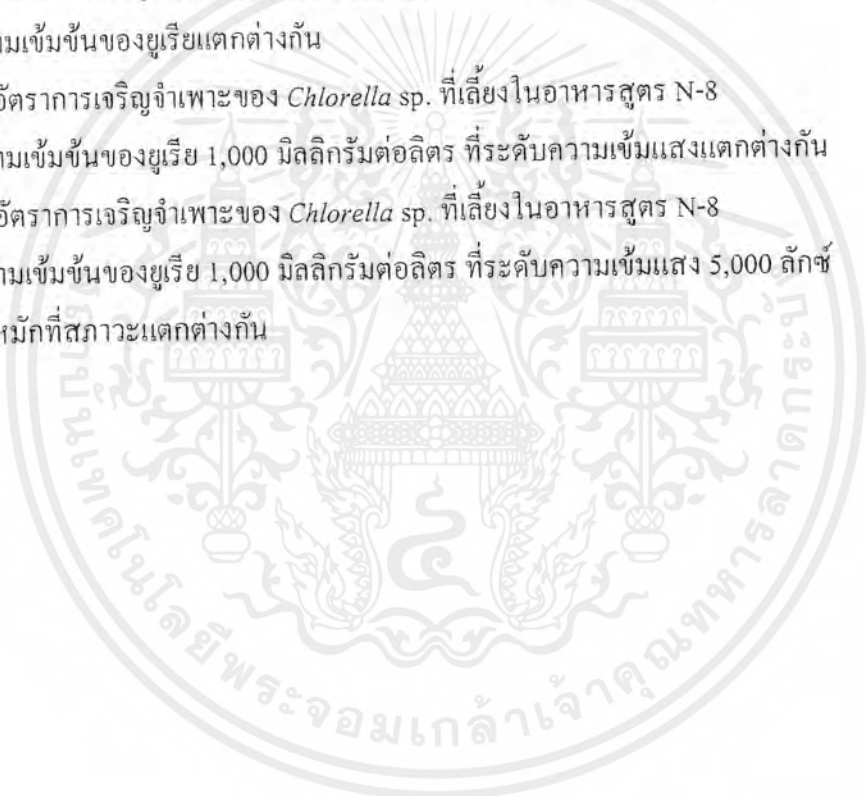 ามเข้มข้นของยูเรียแตกต่างกัน
อัตราการเจริญจำเพาะของ Chlorella sp. ที่เลี้ยงในอาหารสูตร N-8
ามเข้มข้นของยูเรีย 1,000 มิลลิกรัมต่อลิตร ที่ระดับความเข้มแสงแตกต่างกัน
อัตราการเจริญจำเพาะของ Chlorella sp. ที่เลี้ยงในอาหารสูตร N-8
ามเข้มข้นของยูเรีย 1,000 มิลลิกรัมต่อลิตร ที่ระดับความเข้มแสง 5,000 ลักซ์
หมักที่สภาวะแตกต่างกัน
สถาบันเทคโนโลยีพระจอมเกล้าเจ้าคุณทหารลาดกระบัง